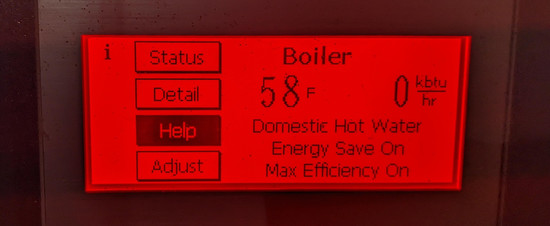 i Status Boiler
Detail 58 F 0 kbtu/hr
Help Domestic Hot Water
Energy Save On
Adjust Max Efficiency On